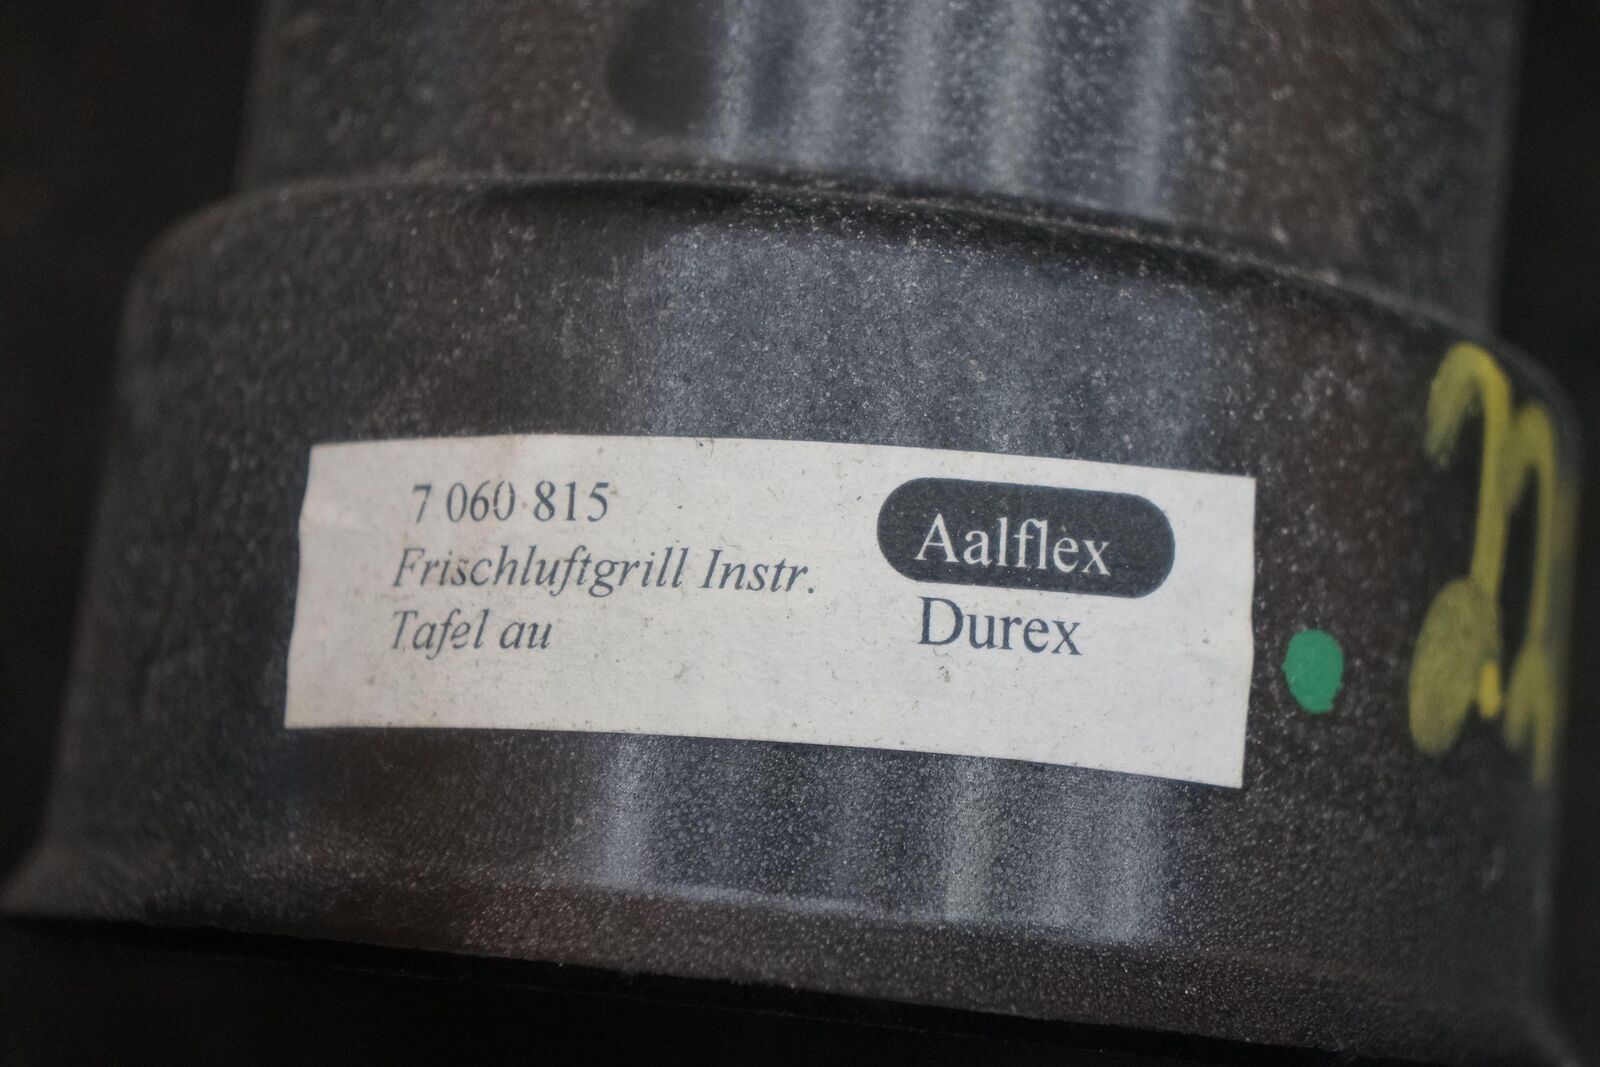 7 060 815
Frischluftgrill Instr.
Tafel au
Aalflex
Durex